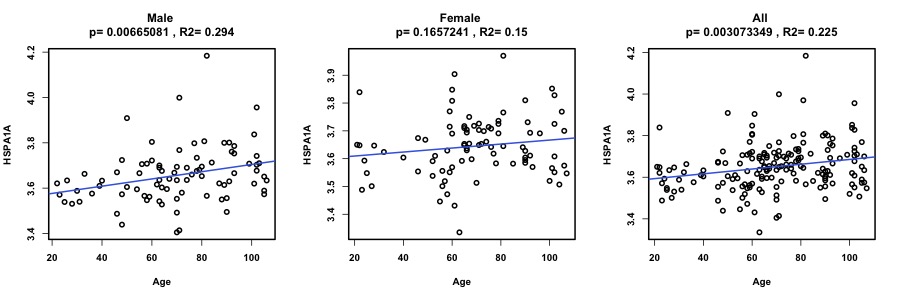 Male
p= 0.00665081 , R2= 0.294
HSPA1A
4.2
4.0
3.8
3.6
3.4
20 40 60 80 100
Age
Female
p= 0.1657241 , R2= 0.15
HSPA1A
3.9
3.8
3.7
3.6
3.5
3.4
20 40 60 80 100
Age
All
p= 0.003073349 , R2= 0.225
HSPA1A
4.2
4.0
3.8
3.6
3.4
20 40 60 80 100
Age